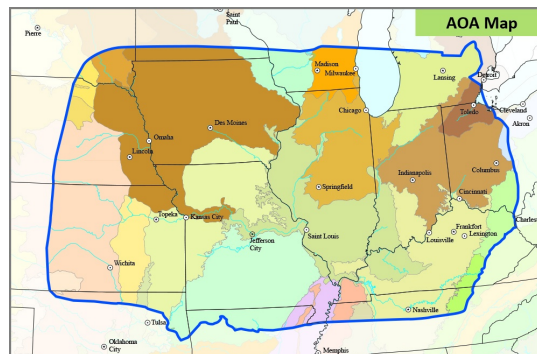 AOA Map
Saint
Paul
Pierre
Madison
Milwaukee
Lansing
Detroit
Chicago
Toledo
Cleveland
Akron
Des Moines
Omaha
Lincoln
Columbus
Indianapolis
Springfield
Cincinnati
Topeka
Kansas City
Jefferson
City
Saint Louis
Frankfort
Louisville
Lexington
Charles
Wichita
Tulsa
Nashville
Oklahoma
City
Memphis